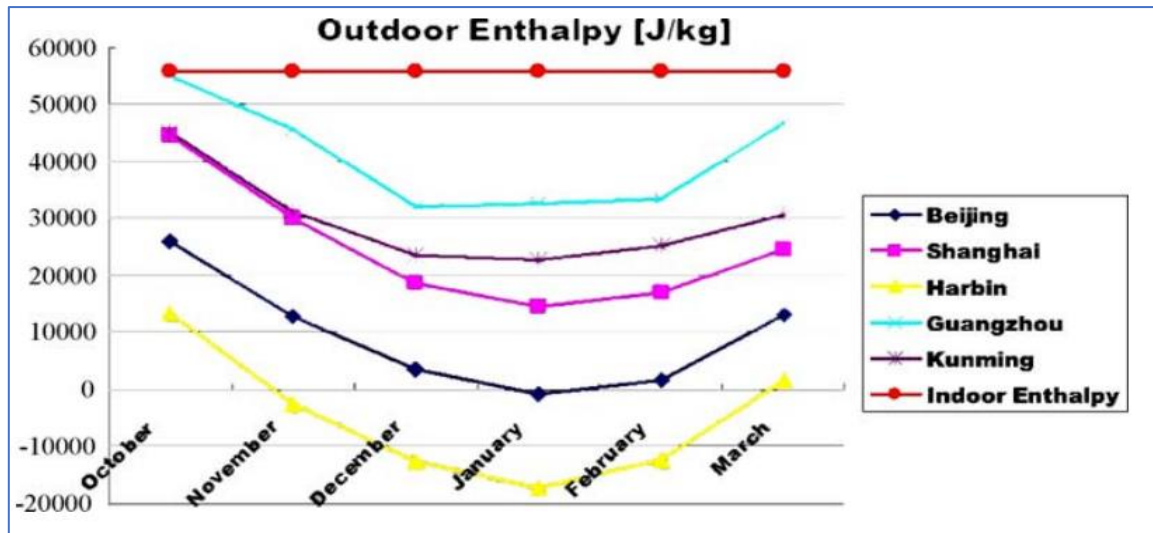 Outdoor Enthalpy [J/kg]
60000
50000
40000
30000
20000
10000
0
-10000
-20000
October
November
December
January
February
March
Beijing
Shanghai
Harbin
Guangzhou
Kunming
Indoor Enthalpy